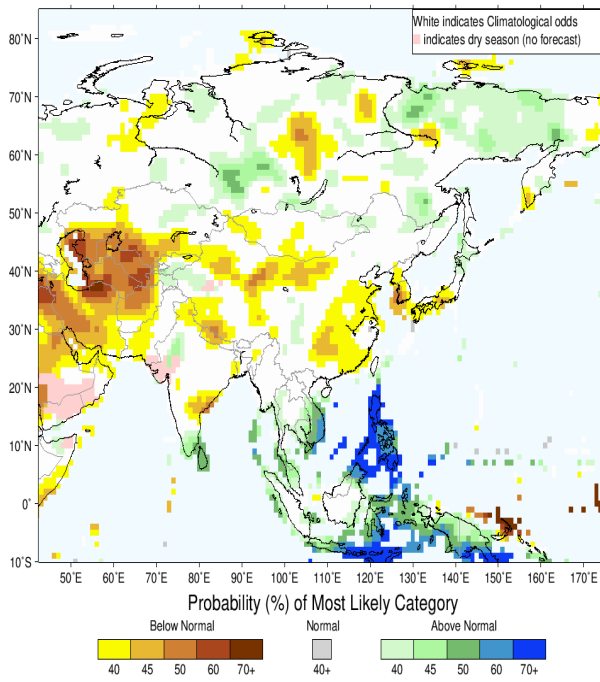 White indicates Climatological odds
indicates dry season (no forecast)
80˚N
70˚N
60˚N
50˚N
40˚N
30˚N
20˚N
10˚N
0˚
10˚S
50˚E 60˚E 70˚E 80˚E 90˚E 100˚E 110˚E 120˚E 130˚E 140˚E 150˚E 160˚E 170˚E
Probability (%) of Most Likely Category
Below Normal Normal Above Normal
40 45 50 60 70+ 40+ 40 45 50 60 70+